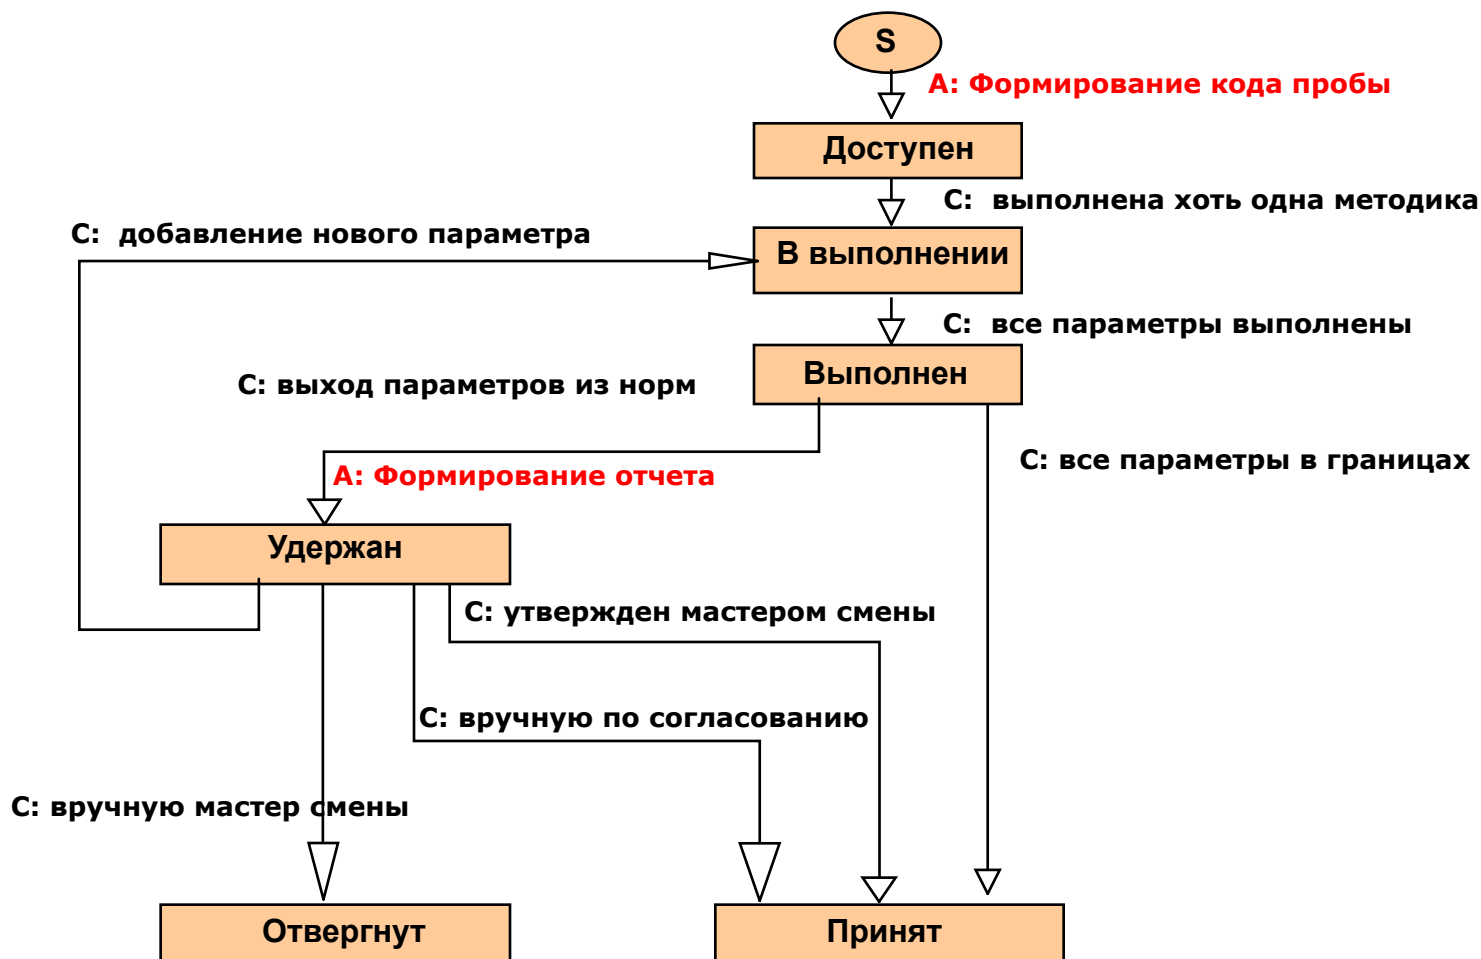 S
А: Формирование кода пробы
Доступен
С: выполнена хоть одна методика
С: добавление нового параметра
В выполнении
С: все параметры выполнены
Выполнен
С: выход параметров из норм
С: все параметры в границах
А: Формирование отчета
Удержан
С: утвержден мастером смены
С: вручную по согласованию
С: вручную мастер смены
Отвергнут
Принят